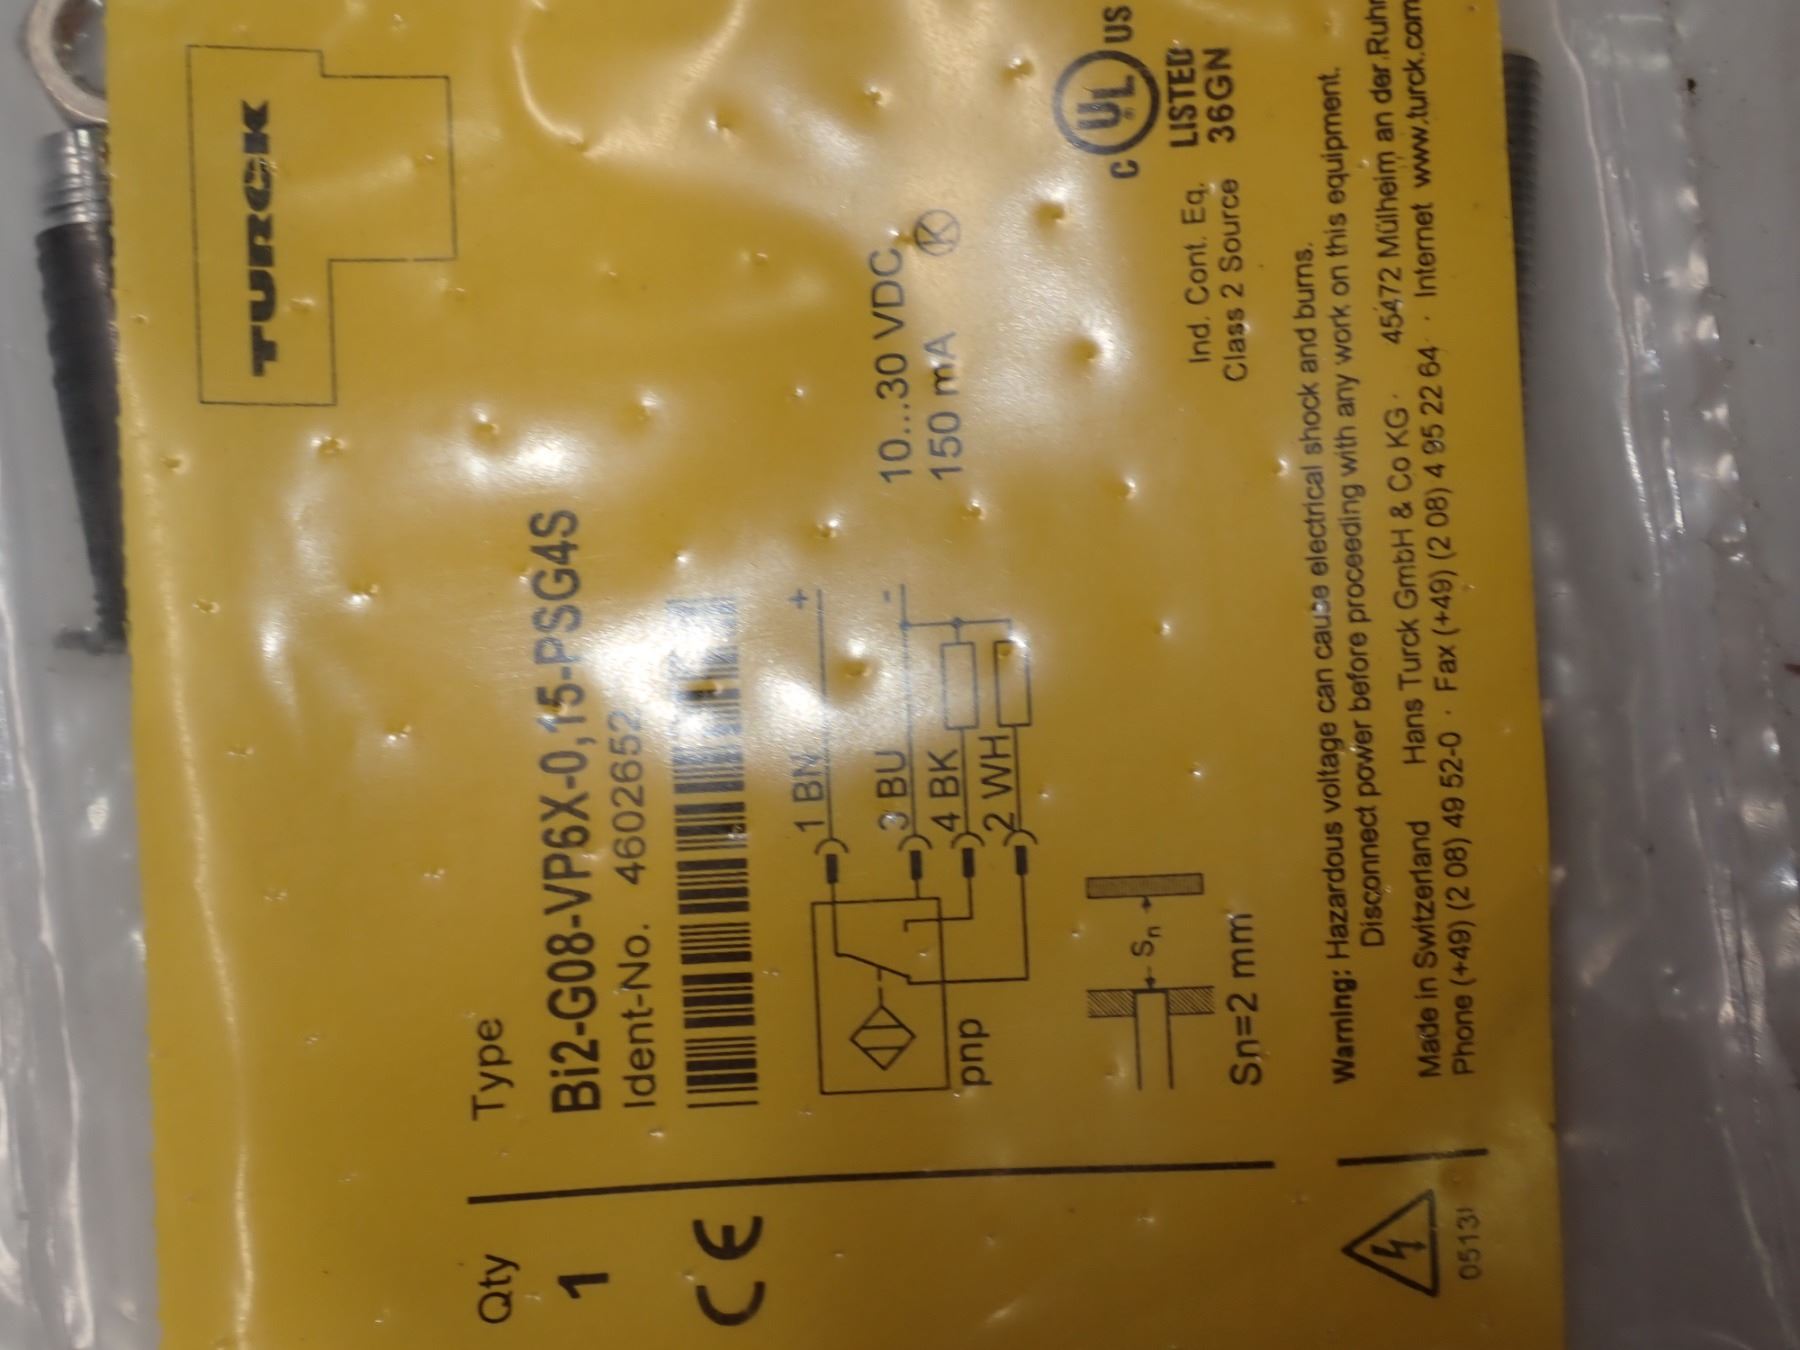 TURCK
Qty Type
1 Bi2-G08-VP6X-0,15-PSG4S
Ident-No. 46026652
CE
1 BN +
3 BU -
4 BK
2 WH
pnp
10...30 VDC
150 mA K
Sn
Sn=2 mm
C UL US
Ind. Cont. Eq. LISTED
Class 2 Source 36GN
Warning: Hazardous voltage can cause electrical shock and burns.
Disconnect power before proceeding with any work on this equipment.
Made in Switzerland Hans Turck GmbH & Co KG · 45472 Mülheim an der Ruhr
Phone (+49) (2 08) 49 52-0 · Fax (+49) (2 08) 4 95 22 64 · Internet www.turck.com